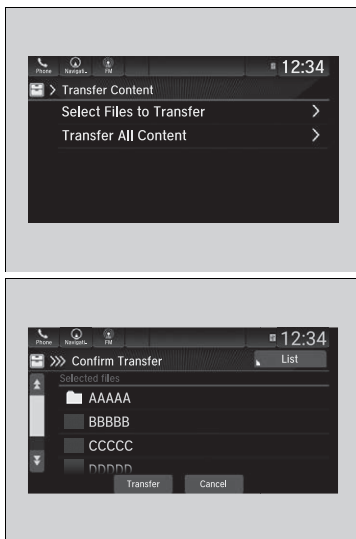 Phone Navigati.. FM 12:34
> Transfer Content
Select Files to Transfer >
Transfer All Content >
Phone Navigati.. FM 12:34
>>> Confirm Transfer List
Selected files
AAAAA
BBBBB
CCCCC
DDDDD
Transfer Cancel